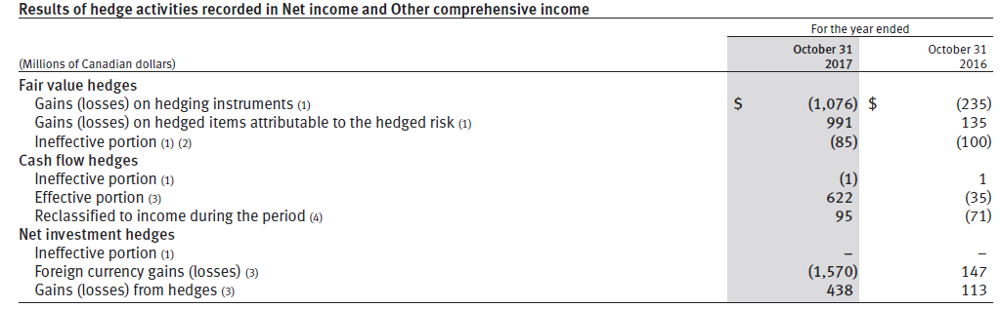 Results of hedge activities recorded in Net income and Other comprehensive income
For the year ended
October 31 October 31
(Millions of Canadian dollars) 2017 2016
Fair value hedges
Gains (losses) on hedging instruments (1) $ (1,076) $ (235)
Gains (losses) on hedged items attributable to the hedged risk (1) 991 135
Ineffective portion (1) (2) (85) (100)
Cash flow hedges
Ineffective portion (1) (1) 1
Effective portion (3) 622 (35)
Reclassified to income during the period (4) 95 (71)
Net investment hedges
Ineffective portion (1) – –
Foreign currency gains (losses) (3) (1,570) 147
Gains (losses) from hedges (3) 438 113